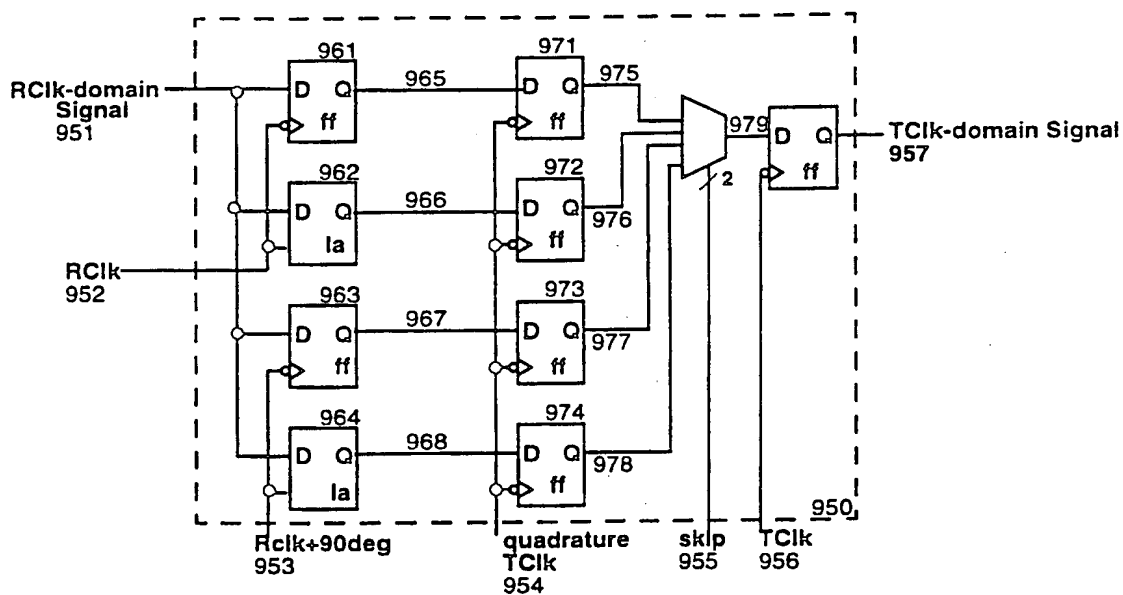 961
D Q
ff
965
971
D Q
ff
975
RClk-domain
Signal
951
979
D Q
ff
TClk-domain Signal
957
2
962
D Q
la
966
972
D Q
ff
976
RClk
952
963
D Q
ff
967
973
D Q
ff
977
964
D Q
la
968
974
D Q
ff
978
950
Rclk+90deg
953
quadrature
TClk
954
skip
955
TClk
956